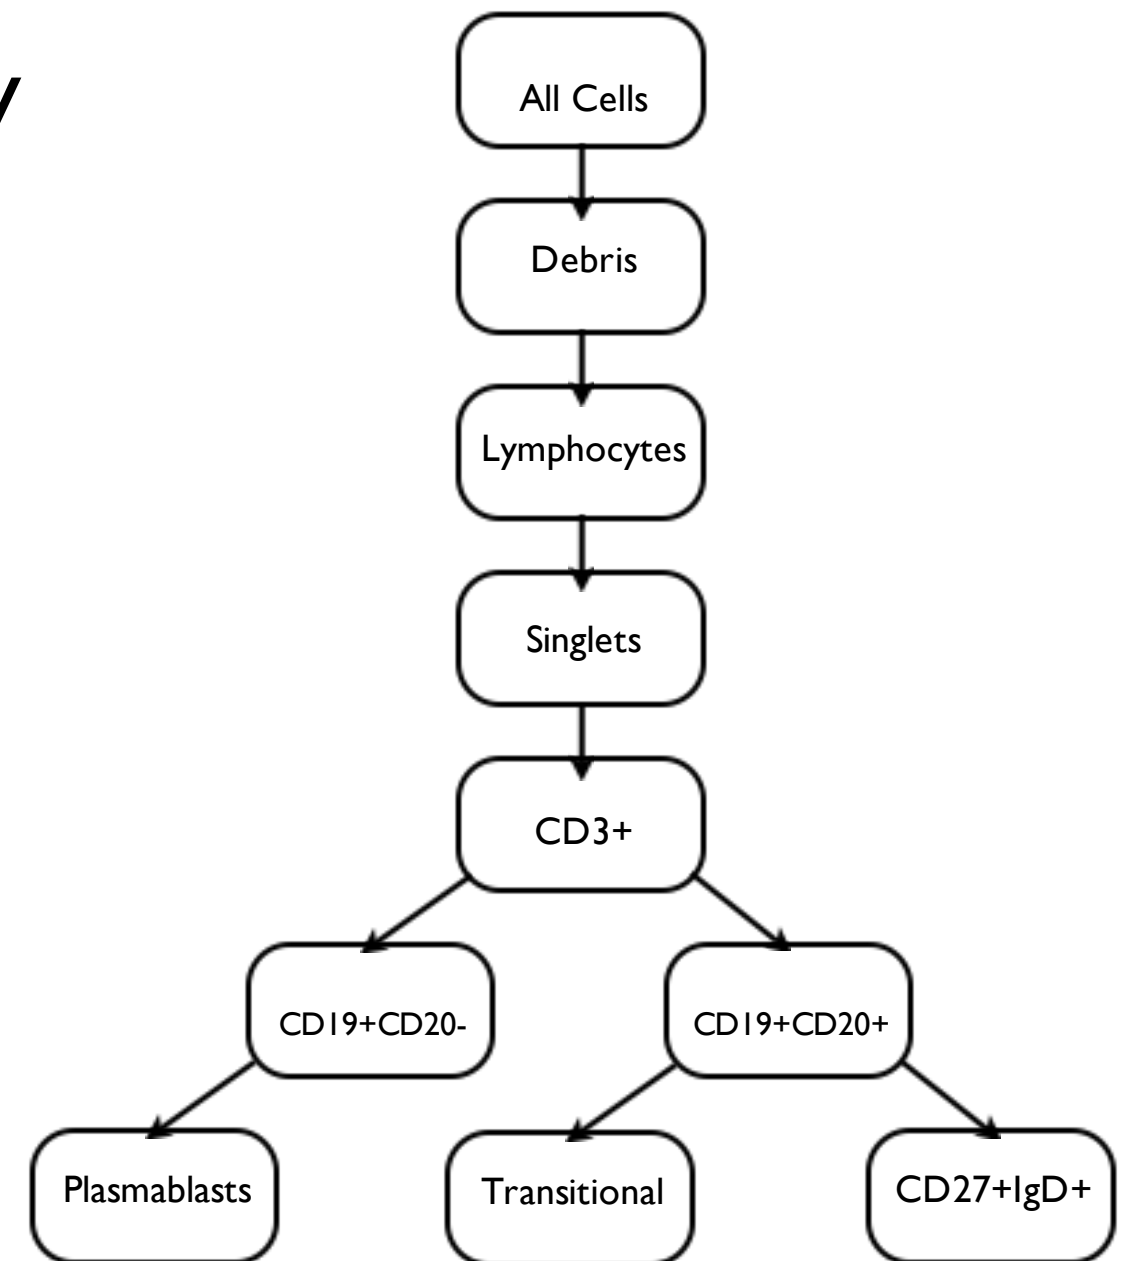 All Cells
Debris
Lymphocytes
Singlets
CD3+
CD19+CD20-
CD19+CD20+
Plasmablasts
Transitional
CD27+IgD+